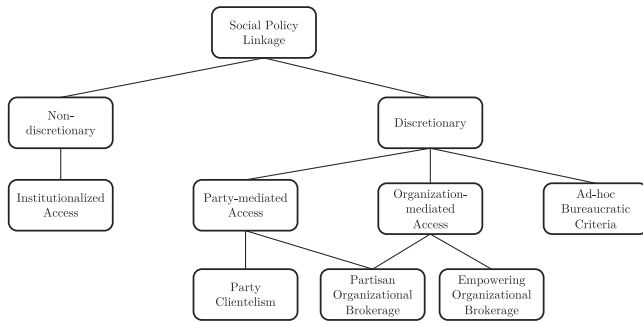 Social Policy
Linkage
Non-
discretionary
Discretionary
Institutionalized
Access
Party-mediated
Access
Organization-
mediated
Access
Ad-hoc
Bureaucratic
Criteria
Party
Clientelism
Partisan
Organizational
Brokerage
Empowering
Organizational
Brokerage